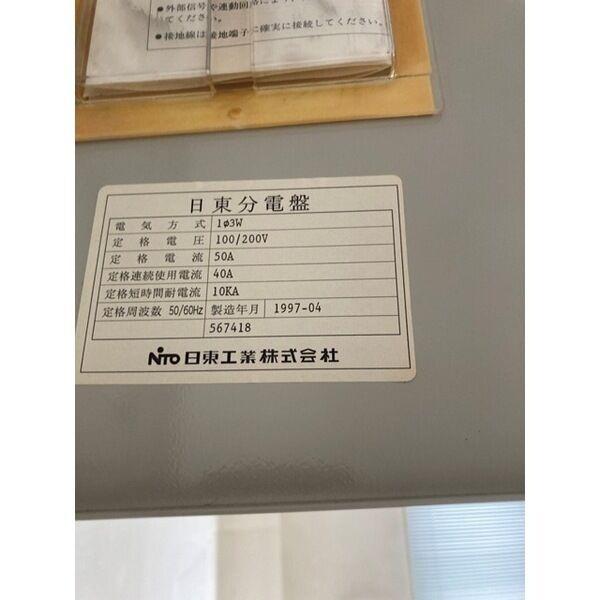 ●外部信号や連動回路に
てください。
●接地線は接地端子に確実に接続してくださ
日東分電盤
電気方式 1φ3W
定格電圧 100/200V
定格電流 50A
定格連続使用電流 40A
定格短時間耐電流 10KA
定格周波数 50/60Hz 製造年月 1997-04
567418
NITO 日東工業株式会社